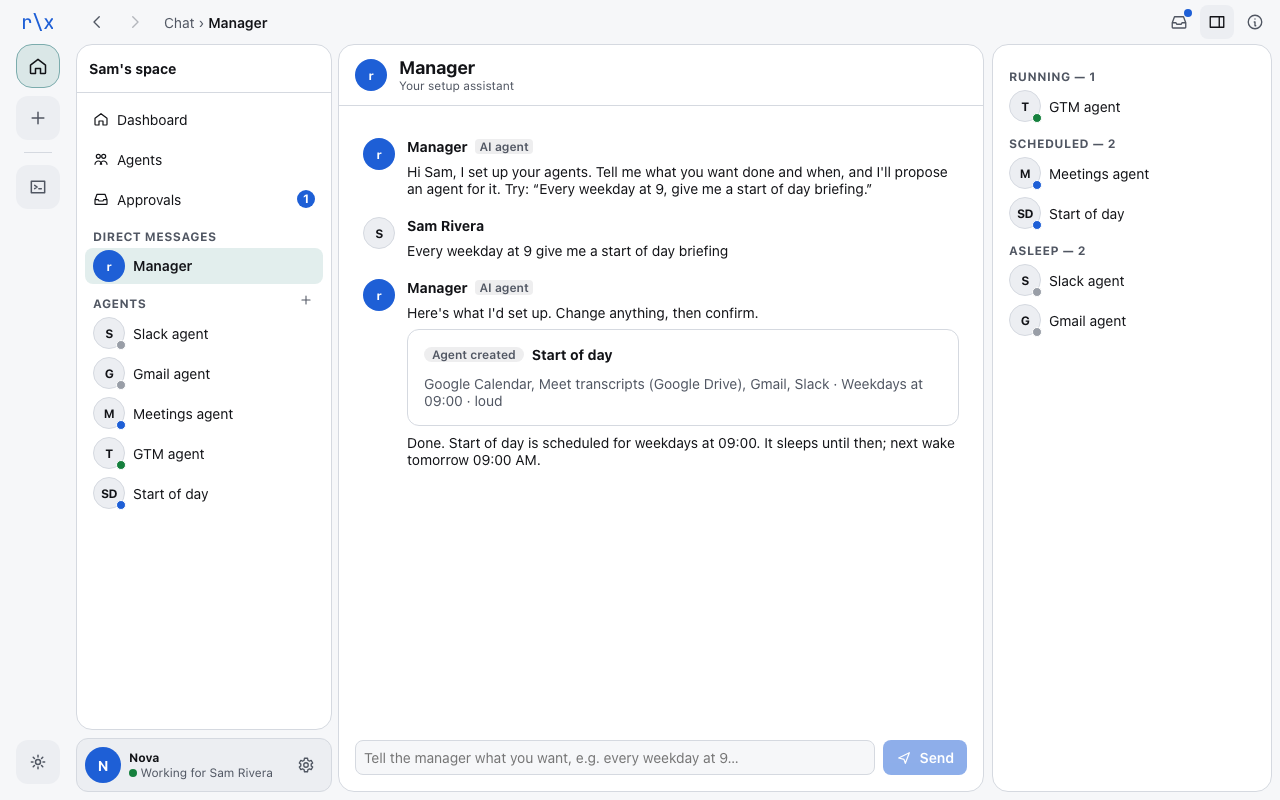 r\x
Chat › Manager
Sam's space
Dashboard
Agents
Approvals
1
DIRECT MESSAGES
r
Manager
AGENTS
S
Slack agent
G
Gmail agent
M
Meetings agent
T
GTM agent
SD
Start of day
N
Nova
Working for Sam Rivera
r
Manager
Your setup assistant
r
Manager AI agent
Hi Sam, I set up your agents. Tell me what you want done and when, and I'll propose
an agent for it. Try: “Every weekday at 9, give me a start of day briefing.”
S
Sam Rivera
Every weekday at 9 give me a start of day briefing
r
Manager AI agent
Here's what I'd set up. Change anything, then confirm.
Agent created Start of day
Google Calendar, Meet transcripts (Google Drive), Gmail, Slack · Weekdays at
09:00 · loud
Done. Start of day is scheduled for weekdays at 09:00. It sleeps until then; next wake
tomorrow 09:00 AM.
Tell the manager what you want, e.g. every weekday at 9...
Send
RUNNING — 1
T
GTM agent
SCHEDULED — 2
M
Meetings agent
SD
Start of day
ASLEEP — 2
S
Slack agent
G
Gmail agent